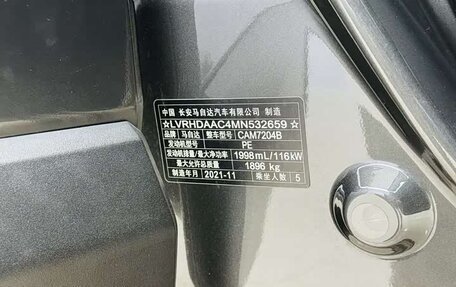 中国 长安马自达汽车有限公司 制造
☆LVRHDAAC4MN532659☆
品牌 马自达 整车型号 CAM7204B
发动机型号 PE
发动机排量/最大净功率 1998mL/116kW
最大允许总质量 1896 kg
制造年月 2021-11 乘坐人数 5